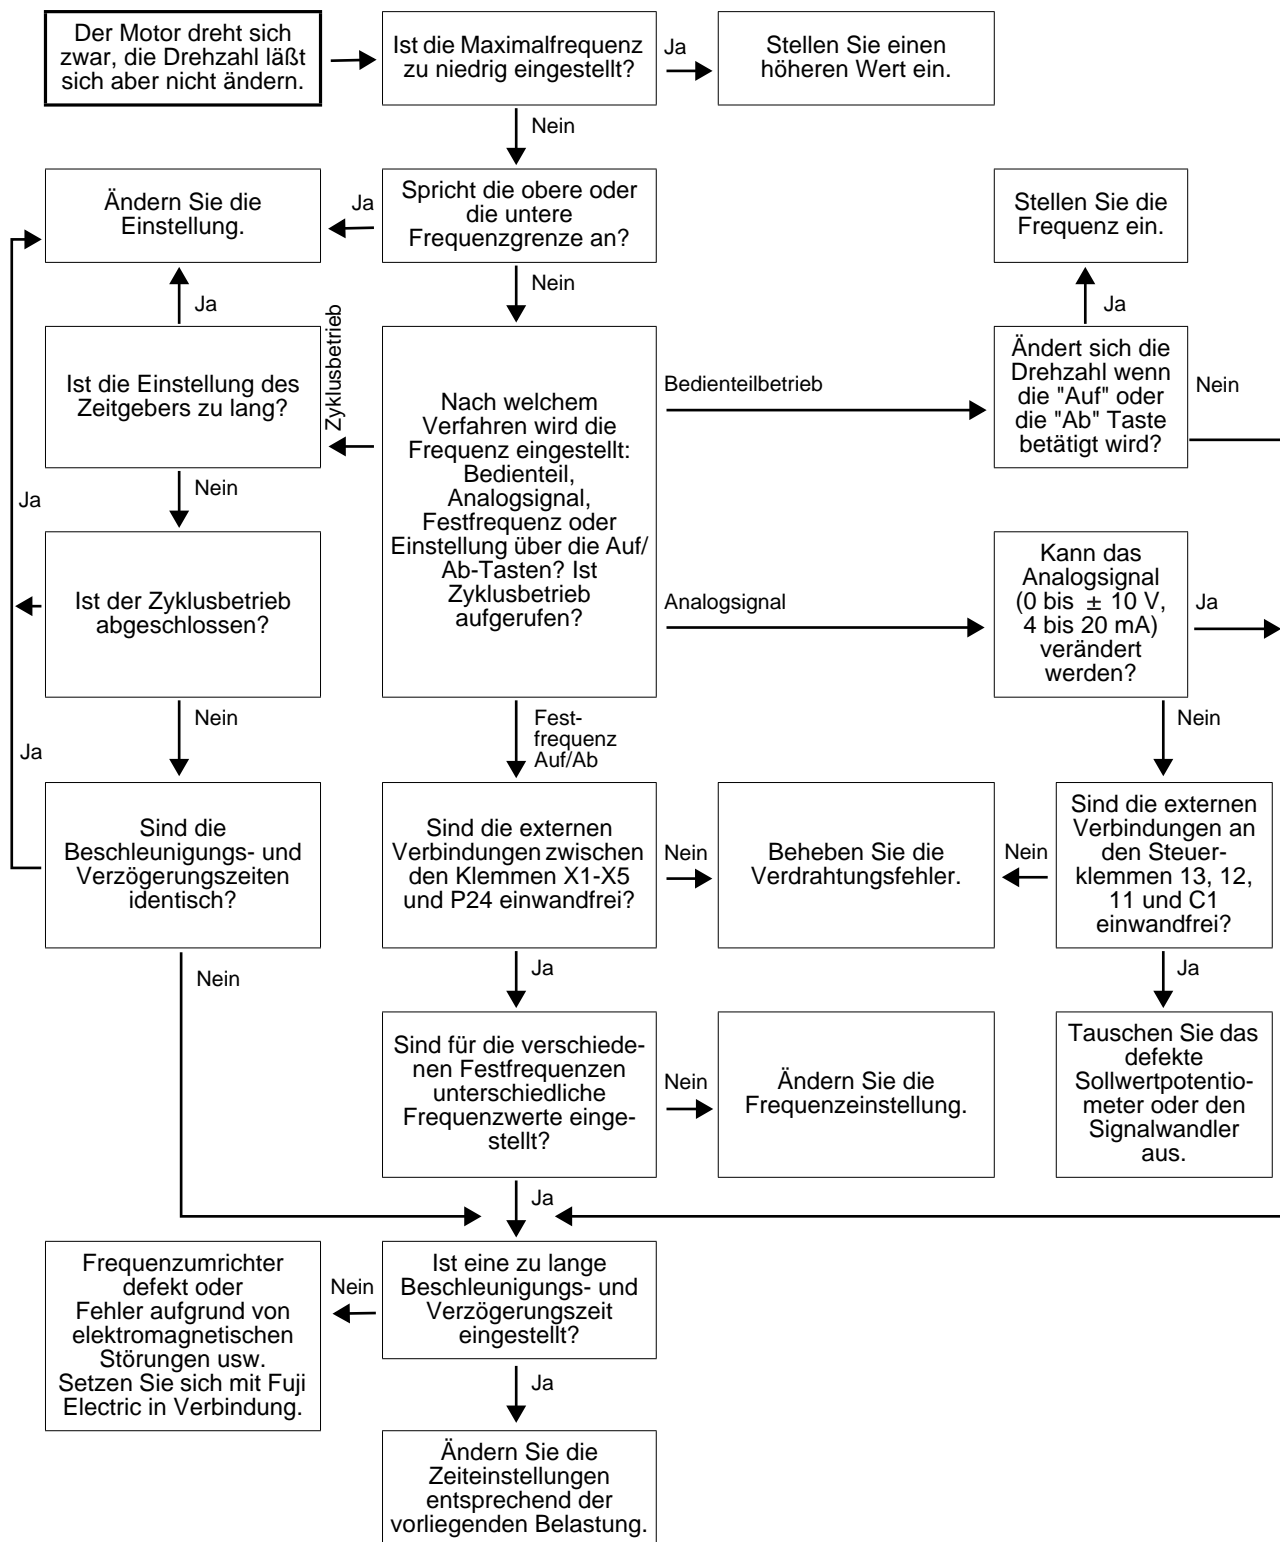 Der Motor dreht sich
zwar, die Drehzahl läßt
sich aber nicht ändern.
Ist die Maximalfrequenz
zu niedrig eingestellt?
Ja
Stellen Sie einen
höheren Wert ein.
Nein
Ändern Sie die
Einstellung.
Ja
Spricht die obere oder
die untere
Frequenzgrenze an?
Stellen Sie die
Frequenz ein.
Ja
Nein
Ja
Ist die Einstellung des
Zeitgebers zu lang?
Zyklusbetrieb
Nach welchem
Verfahren wird die
Frequenz eingestellt:
Bedienteil,
Analogsignal,
Festfrequenz oder
Einstellung über die Auf/
Ab-Tasten? Ist
Zyklusbetrieb
aufgerufen?
Bedienteilbetrieb
Ändert sich die
Drehzahl wenn
die "Auf" oder
die "Ab" Taste
betätigt wird?
Nein
Ja
Nein
Ist der Zyklusbetrieb
abgeschlossen?
Analogsignal
Kann das
Analogsignal
(0 bis ± 10 V,
4 bis 20 mA)
verändert
werden?
Ja
Ja
Nein
Fest-
frequenz
Auf/Ab
Nein
Sind die
Beschleunigungs- und
Verzögerungszeiten
identisch?
Sind die externen
Verbindungen zwischen
den Klemmen X1-X5
und P24 einwandfrei?
Nein
Beheben Sie die
Verdrahtungsfehler.
Nein
Sind die externen
Verbindungen an
den Steuer-
klemmen 13, 12,
11 und C1
einwandfrei?
Nein
Ja
Ja
Sind für die verschiede-
nen Festfrequenzen
unterschiedliche
Frequenzwerte einge-
stellt?
Nein
Ändern Sie die
Frequenzeinstellung.
Tauschen Sie das
defekte
Sollwertpotentio-
meter oder den
Signalwandler
aus.
Ja
Frequenzumrichter
defekt oder
Fehler aufgrund von
elektromagnetischen
Störungen usw.
Setzen Sie sich mit Fuji
Electric in Verbindung.
Nein
Ist eine zu lange
Beschleunigungs- und
Verzögerungszeit
eingestellt?
Ja
Ändern Sie die
Zeiteinstellungen
entsprechend der
vorliegenden Belastung.